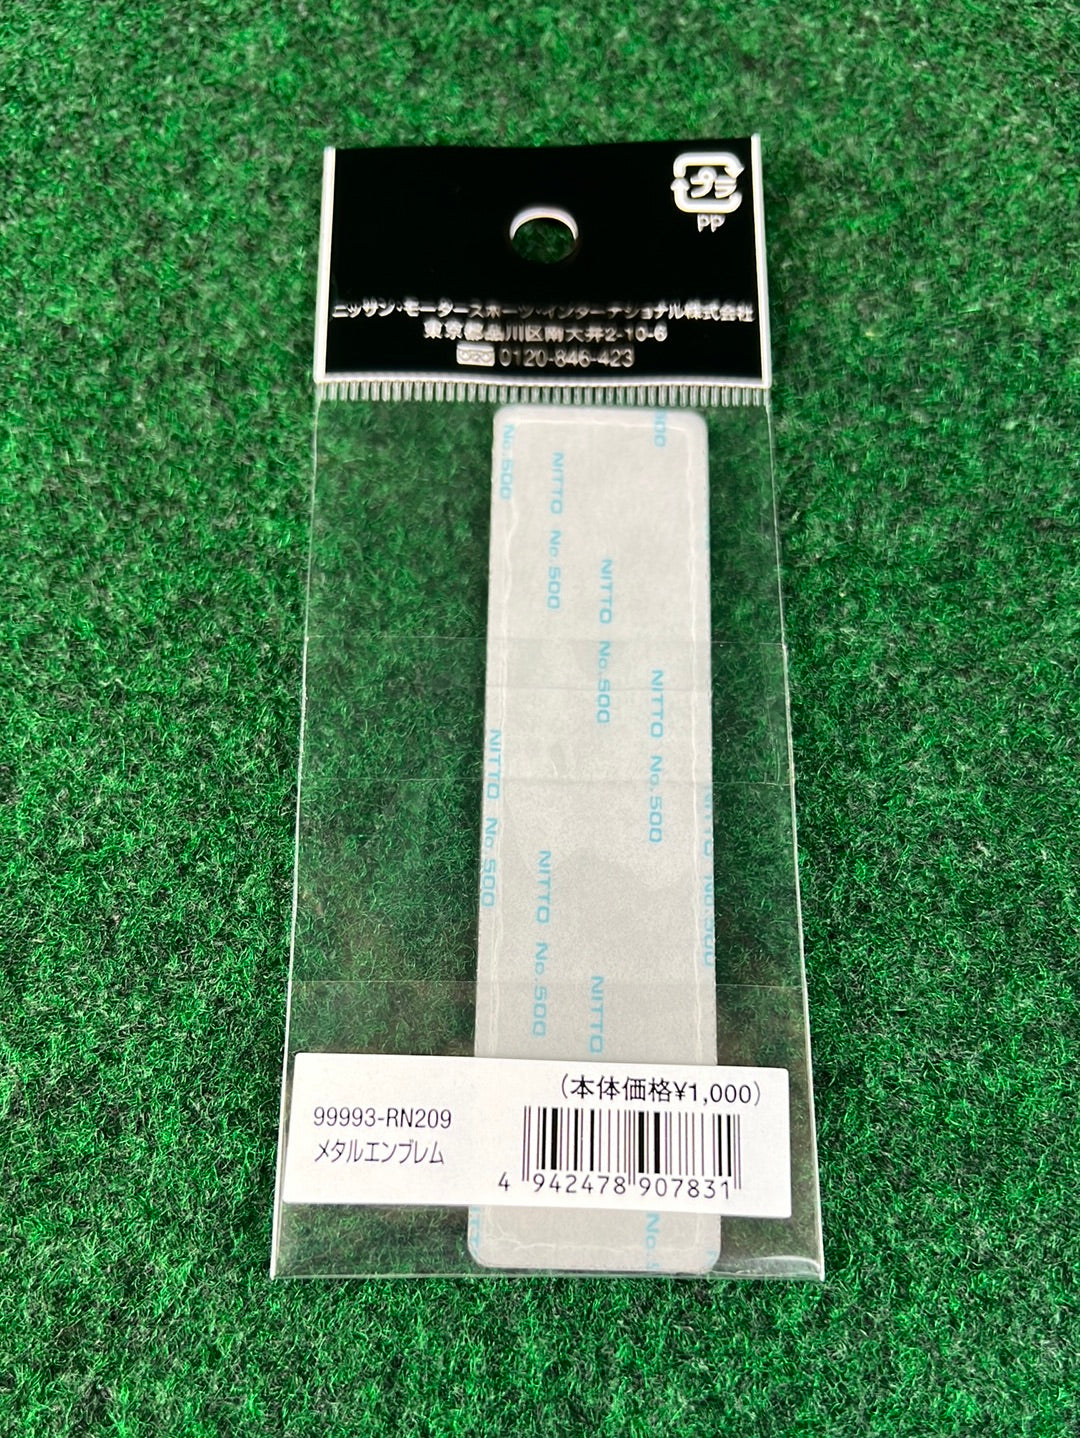 プラ
PP
ニッサン・モータースポーツ・インターナショナル株式会社
東京都品川区南大井2-10-6
0120-846-423
No.500
NITTO No.500
NITTO No.500
NITTO No.500
500
NITTO No.500
NITTO No.500
NITTO
NITTO No.500
(本体価格¥1,000)
99993-RN209
メタルエンブレム
4 942478 907831
No.